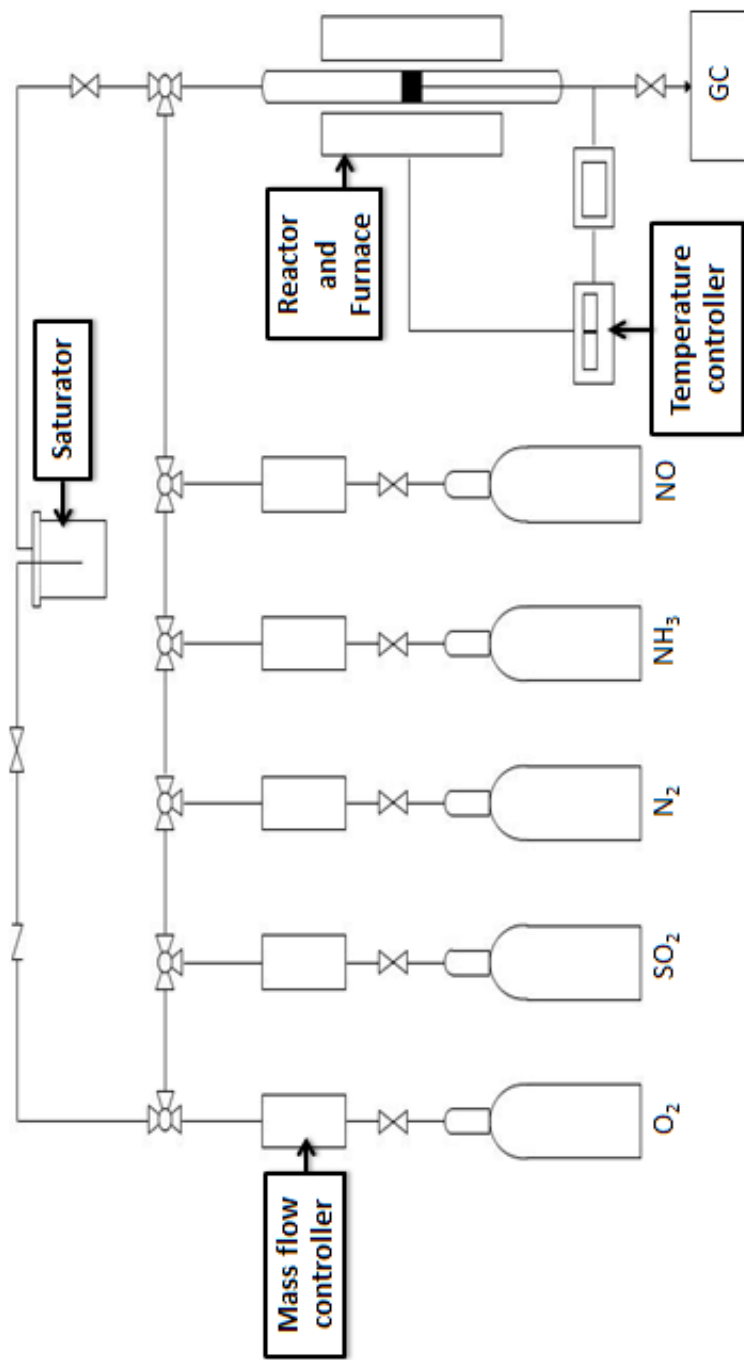 Saturator
Reactor
and
Furnace
Mass flow
controller
Temperature
controller
O₂
SO₂
N₂
NH₃
NO
GC